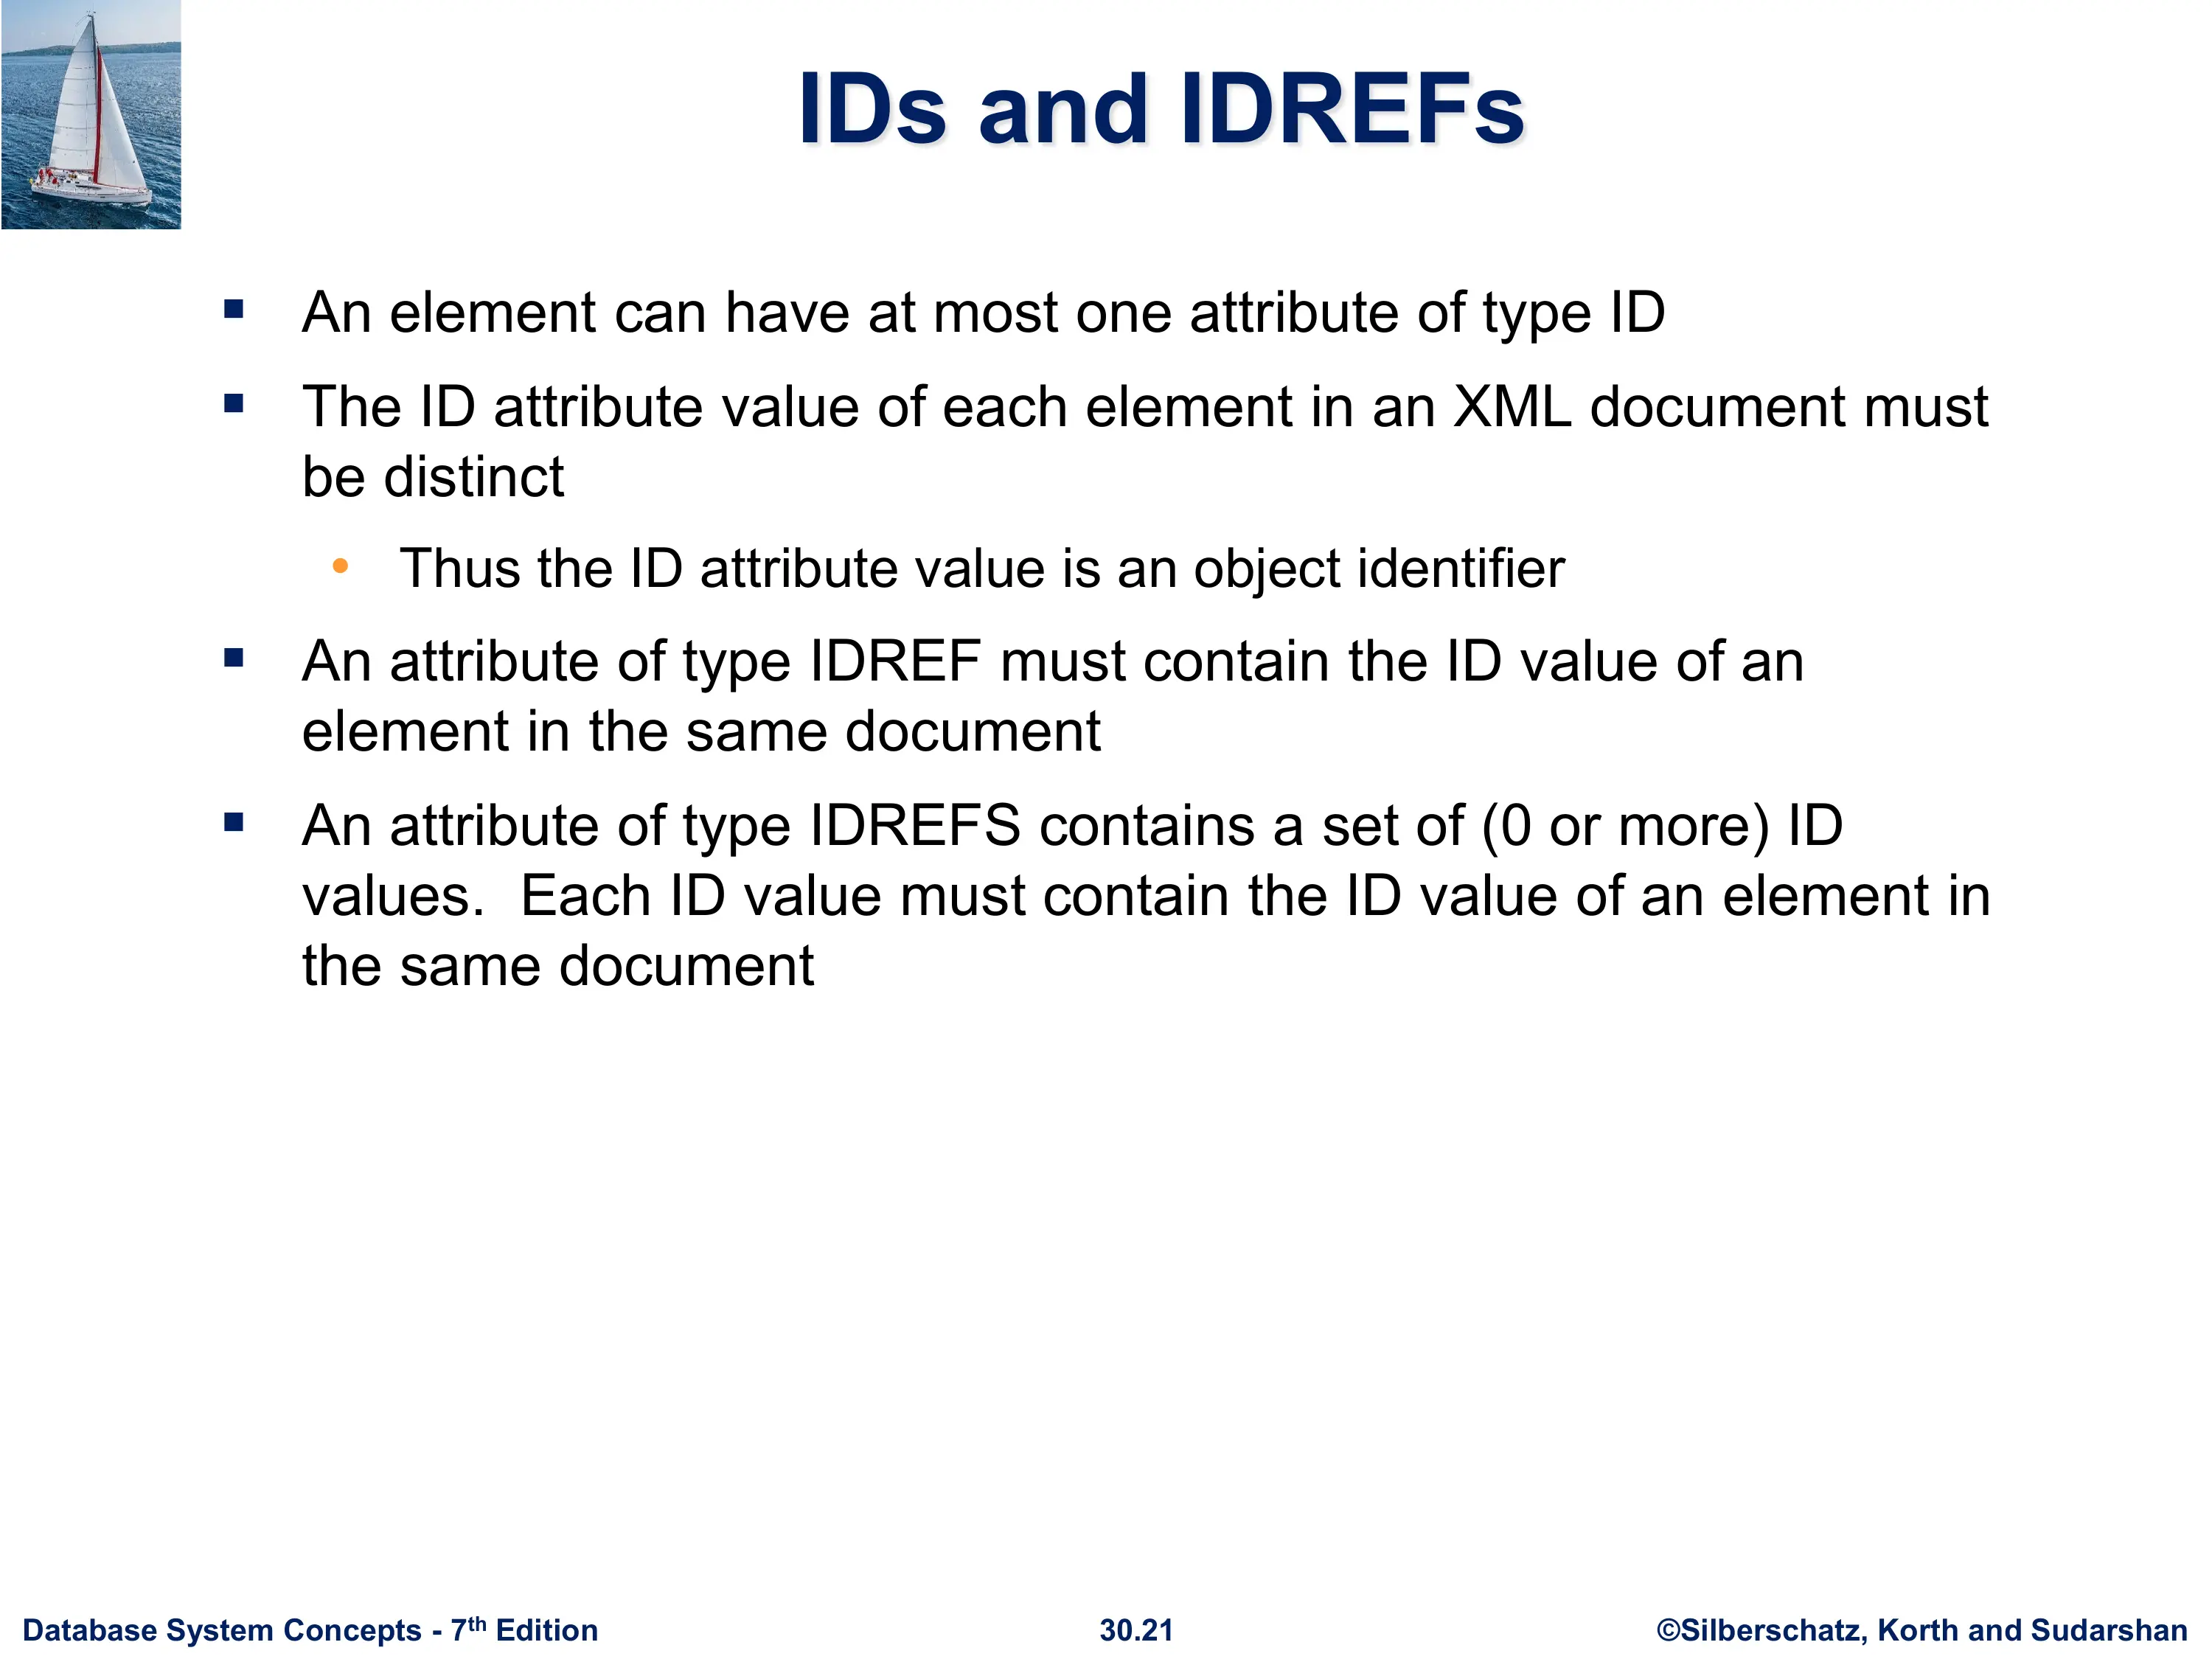 IDs and IDREFs
▪ An element can have at most one attribute of type ID
▪ The ID attribute value of each element in an XML document must
be distinct
• Thus the ID attribute value is an object identifier
▪ An attribute of type IDREF must contain the ID value of an
element in the same document
▪ An attribute of type IDREFS contains a set of (0 or more) ID
values.  Each ID value must contain the ID value of an element in
the same document
Database System Concepts - 7th Edition
30.21
©Silberschatz, Korth and Sudarshan